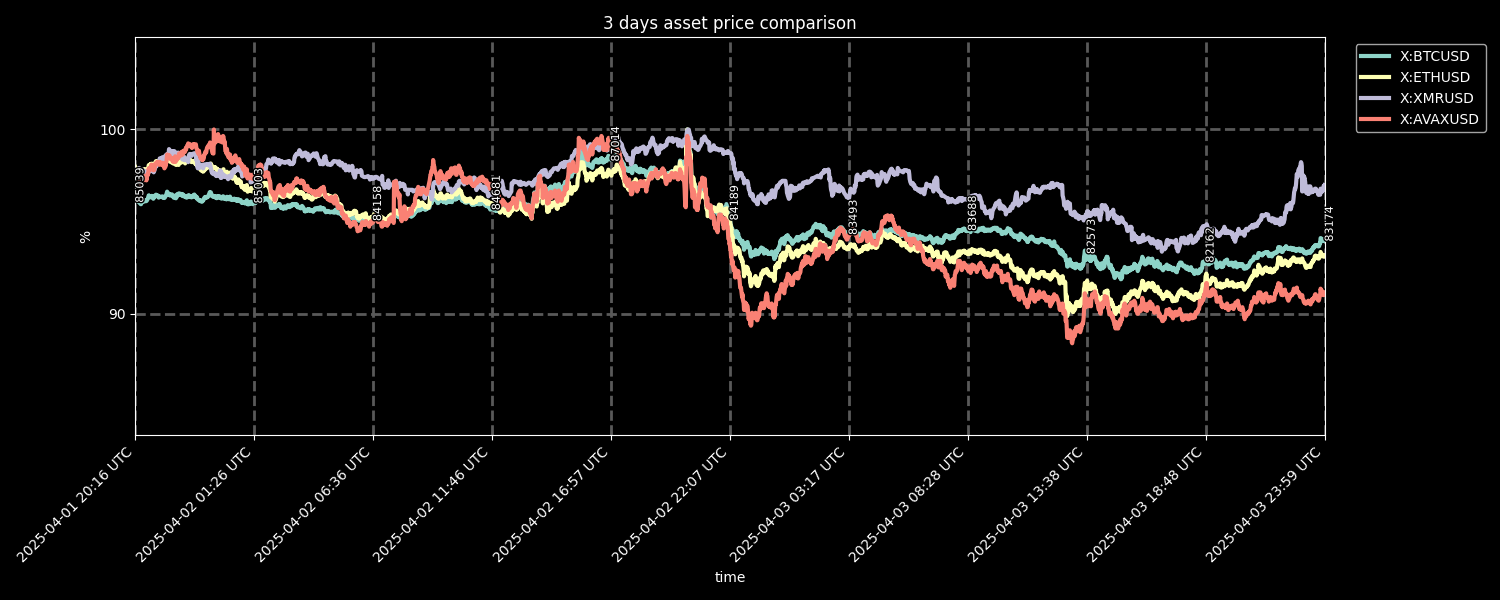 3 days asset price comparison
X:BTCUSD
X:ETHUSD
X:XMRUSD
X:AVAXUSD
100
90
%
85039
85003
84158
84681
87014
84189
83493
83688
82573
82162
83174
2025-04-01 20:16 UTC
2025-04-02 01:26 UTC
2025-04-02 06:36 UTC
2025-04-02 11:46 UTC
2025-04-02 16:57 UTC
2025-04-02 22:07 UTC
2025-04-03 03:17 UTC
2025-04-03 08:28 UTC
2025-04-03 13:38 UTC
2025-04-03 18:48 UTC
2025-04-03 23:59 UTC
time